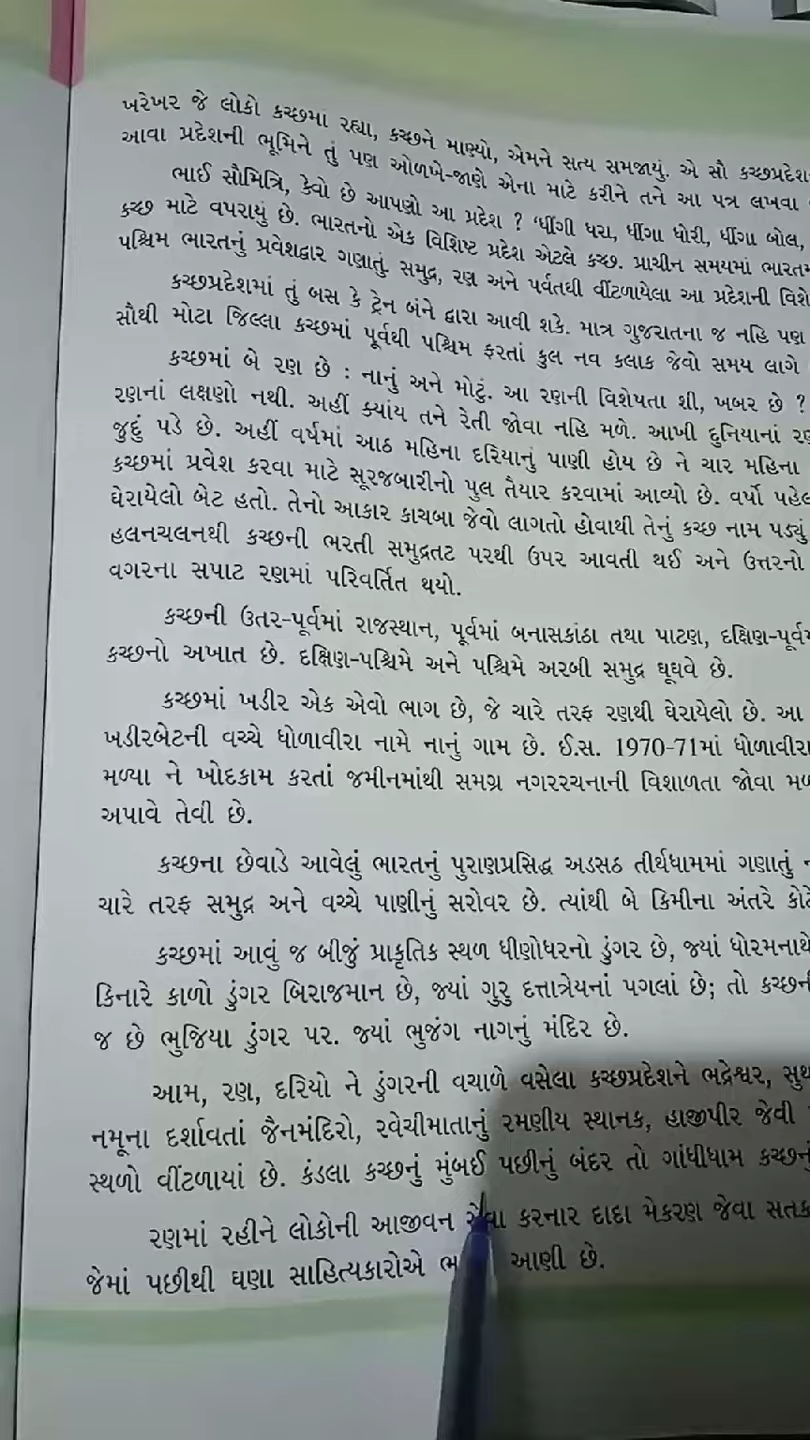 ખરેખર જે લોકો કચ્છમાં રહ્યા, કચ્છને માણ્યો, એમને સત્ય સમજાયું. એ સૌ કચ્છપ્રદેશ
આવા પ્રદેશની ભૂમિને તું પણ ઓળખે-જાણે એના માટે કરીને તને આ પત્ર લખવા
ભાઈ સૌમિત્રિ, કેવો છે આપણો આ પ્રદેશ ? ‘ધીંગી ધરા, ધીંગા ધોરી, ધીંગા બોલ,
કચ્છ માટે વપરાયું છે. ભારતનો એક વિશિષ્ટ પ્રદેશ એટલે કચ્છ. પ્રાચીન સમયમાં ભારતમ
પશ્ચિમ ભારતનું પ્રવેશદ્વાર ગણાતું. સમુદ્ર, રણ અને પર્વતથી વીંટળાયેલા આ પ્રદેશની વિશે
કચ્છપ્રદેશમાં તું બસ કે ટ્રેન બંને દ્વારા આવી શકે. માત્ર ગુજરાતના જ નહિ પણ
સૌથી મોટા જિલ્લા કચ્છમાં પૂર્વથી પશ્ચિમ ફરતાં કુલ નવ કલાક જેવો સમય લાગે
કચ્છમાં બે રણ છે : નાનું અને મોટું. આ રણની વિશેષતા શી, ખબર છે ?
રણનાં લક્ષણો નથી. અહીં ક્યાંય તને રેતી જોવા નહિ મળે. આખી દુનિયાનાં રણ
જુદું પડે છે. અહીં વર્ષમાં આઠ મહિના દરિયાનું પાણી હોય છે ને ચાર મહિના
કચ્છમાં પ્રવેશ કરવા માટે સૂરજબારીનો પુલ તૈયાર કરવામાં આવ્યો છે. વર્ષો પહેલ
ઘેરાયેલો બેટ હતો. તેનો આકાર કાચબા જેવો લાગતો હોવાથી તેનું કચ્છ નામ પડ્યું
હલનચલનથી કચ્છની ભરતી સમુદ્રતટ પરથી ઉપર આવતી થઈ અને ઉત્તરનો
વગરના સપાટ રણમાં પરિવર્તિત થયો.
કચ્છની ઉતર-પૂર્વમાં રાજસ્થાન, પૂર્વમાં બનાસકાંઠા તથા પાટણ, દક્ષિણ-પૂર્વમ
કચ્છનો અખાત છે. દક્ષિણ-પશ્ચિમે અને પશ્ચિમે અરબી સમુદ્ર ઘૂઘવે છે.
કચ્છમાં ખડીર એક એવો ભાગ છે, જે ચારે તરફ રણથી ઘેરાયેલો છે. આ
ખડીરબેટની વચ્ચે ધોળાવીરા નામે નાનું ગામ છે. ઈ.સ. 1970-71માં ધોળાવીરા
મળ્યા ને ખોદકામ કરતાં જમીનમાંથી સમગ્ર નગરરચનાની વિશાળતા જોવા મળ
અપાવે તેવી છે.
કચ્છના છેવાડે આવેલું ભારતનું પુરાણપ્રસિદ્ધ અડસઠ તીર્થધામમાં ગણાતું
ચારે તરફ સમુદ્ર અને વચ્ચે પાણીનું સરોવર છે. ત્યાંથી બે કિમીના અંતરે કોટે
કચ્છમાં આવું જ બીજું પ્રાકૃતિક સ્થળ ધીણોધરનો ડુંગર છે, જ્યાં ધોરમનાથે
કિનારે કાળો ડુંગર બિરાજમાન છે, જ્યાં ગુરુ દત્તાત્રેયનાં પગલાં છે; તો કચ્છની
જ છે ભુજિયા ડુંગર પર. જ્યાં ભુજંગ નાગનું મંદિર છે.
આમ, રણ, દરિયો ને ડુંગરની વચાળે વસેલા કચ્છપ્રદેશને ભદ્રેશ્વર, સુથ
નમૂના દર્શાવતાં જૈનમંદિરો, રવેચીમાતાનું રમણીય સ્થાનક, હાજીપીર જેવી
સ્થળો વીંટળાયાં છે. કંડલા કચ્છનું મુંબઈ પછીનું બંદર તો ગાંધીધામ કચ્છનું
રણમાં રહીને લોકોની આજીવન સેવા કરનાર દાદા મેકરણ જેવા સતક
જેમાં પછીથી ઘણા સાહિત્યકારોએ ભ આણી છે.